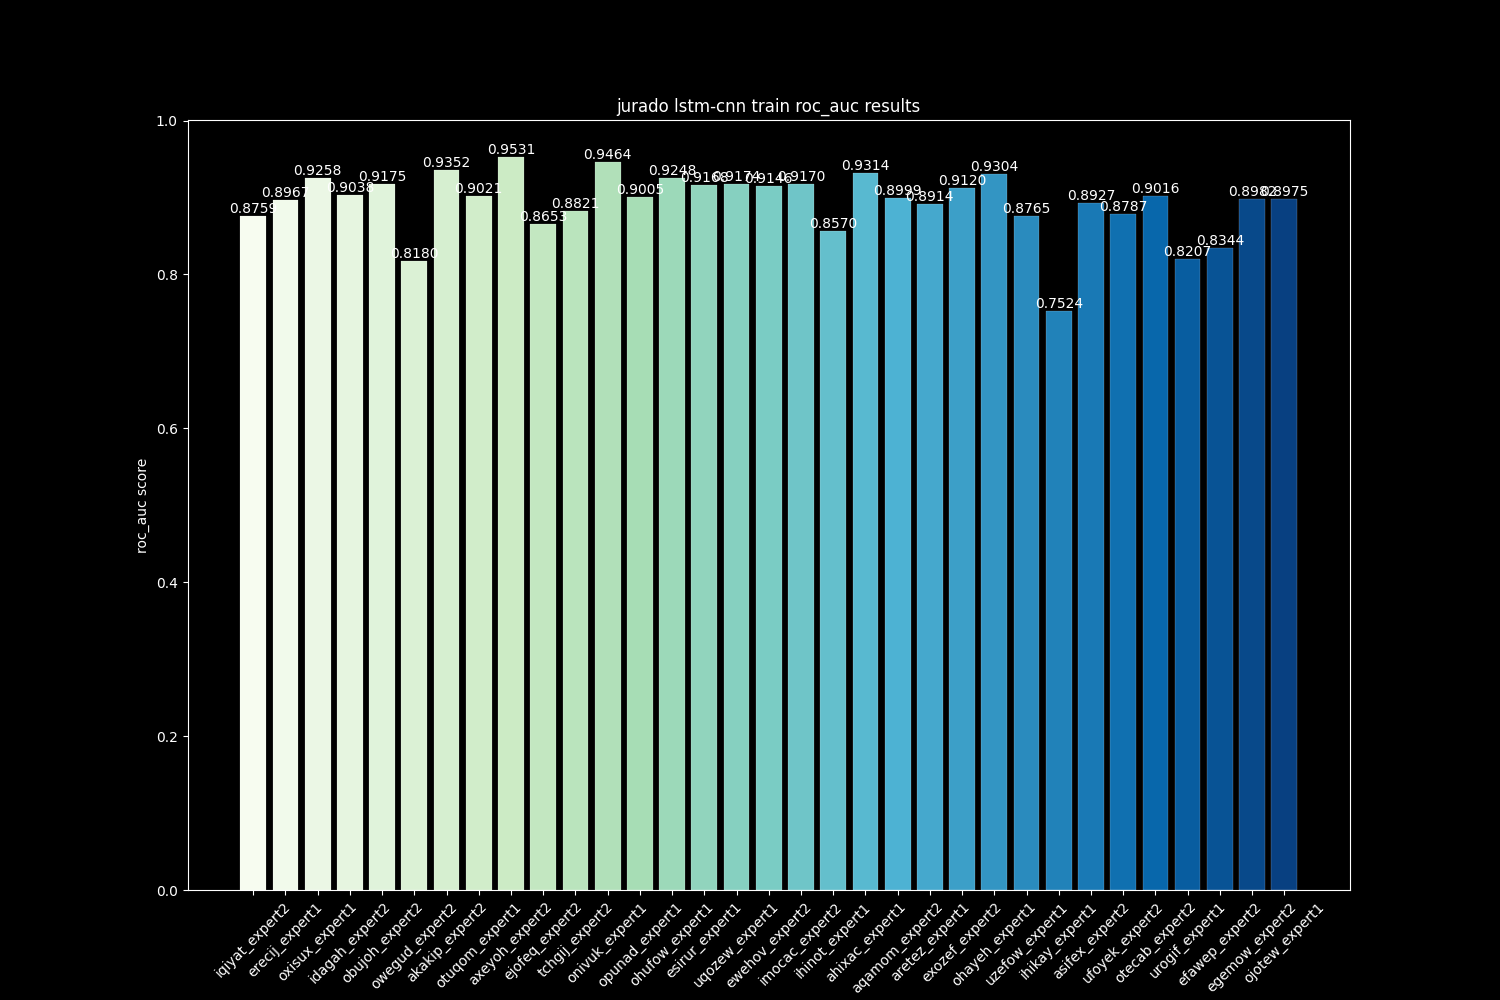 jurado lstm-cnn train roc_auc results
1.0
0.8
0.6
0.4
0.2
0.0
roc_auc score
0.8759
0.8967
0.9258
0.9038
0.9175
0.8180
0.9352
0.9021
0.9531
0.8653
0.8821
0.9464
0.9005
0.9248
0.9168
0.9174
0.9146
0.9170
0.8570
0.9314
0.8999
0.8914
0.9120
0.9304
0.8765
0.7524
0.8927
0.8787
0.9016
0.8207
0.8344
0.8982
0.8975
iqjyat_expert2
erecij_expert1
oxisux_expert1
idagah_expert2
obujoh_expert2
owegud_expert2
akakip_expert2
otuqom_expert1
axeyoh_expert2
ejofeq_expert2
tchgjj_expert2
onivuk_expert1
opunad_expert1
ohufow_expert1
esirur_expert1
uqozew_expert1
ewehov_expert2
imocac_expert2
ihinot_expert1
ahixac_expert1
aqamom_expert2
aretez_expert1
exozef_expert2
ohayeh_expert1
uzefow_expert1
ihikay_expert1
asifex_expert2
ufoyek_expert2
otecab_expert2
urogif_expert1
efawep_expert2
egemow_expert2
ojotew_expert1